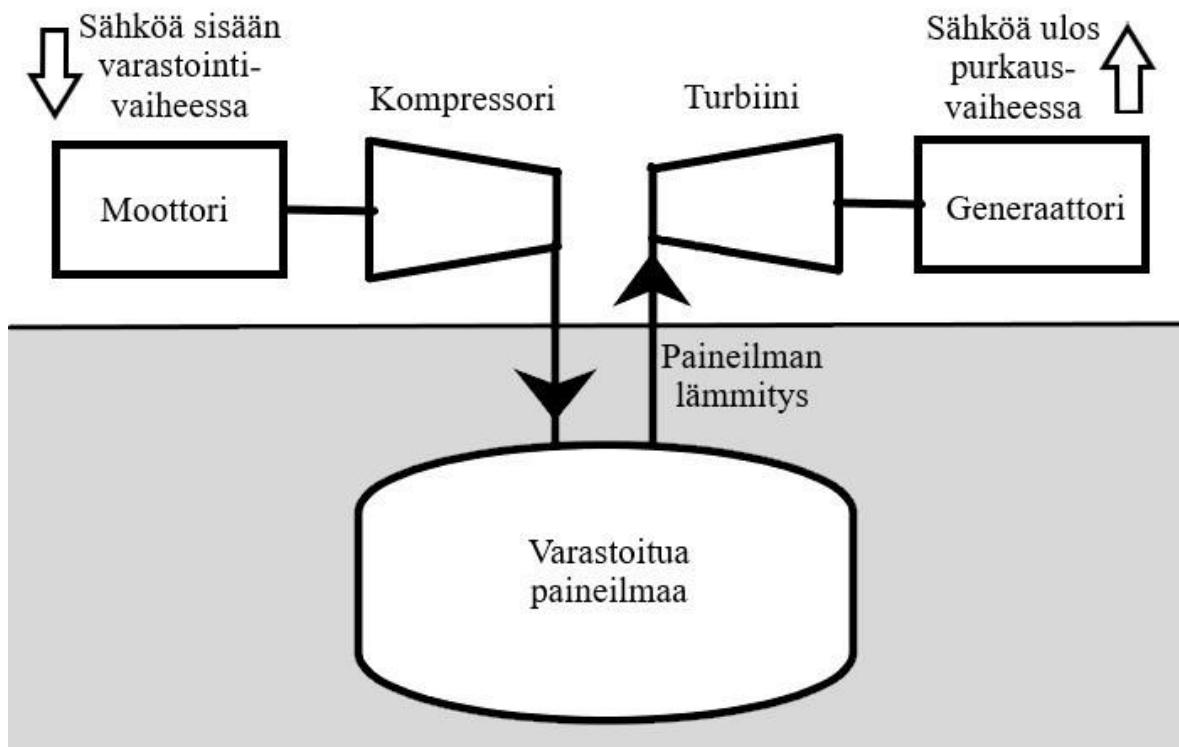 Sähköä sisään
varastointi-
vaiheessa
Sähköä ulos
purkaus-
vaiheessa
Kompressori
Turbiini
Moottori
Generaattori
Paineilman
lämmitys
Varastoitua
paineilmaa